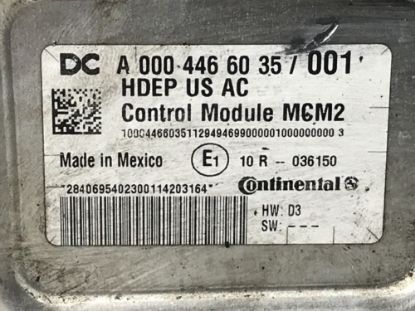 DC A 000 446 60 35 / 001
HDEP US AC
Control Module MCM2
100044660351129494699000001000000000 3
Made in Mexico E1 10 R -- 036150
*2840695402300114203164* Continental
HW: D3
SW: ---